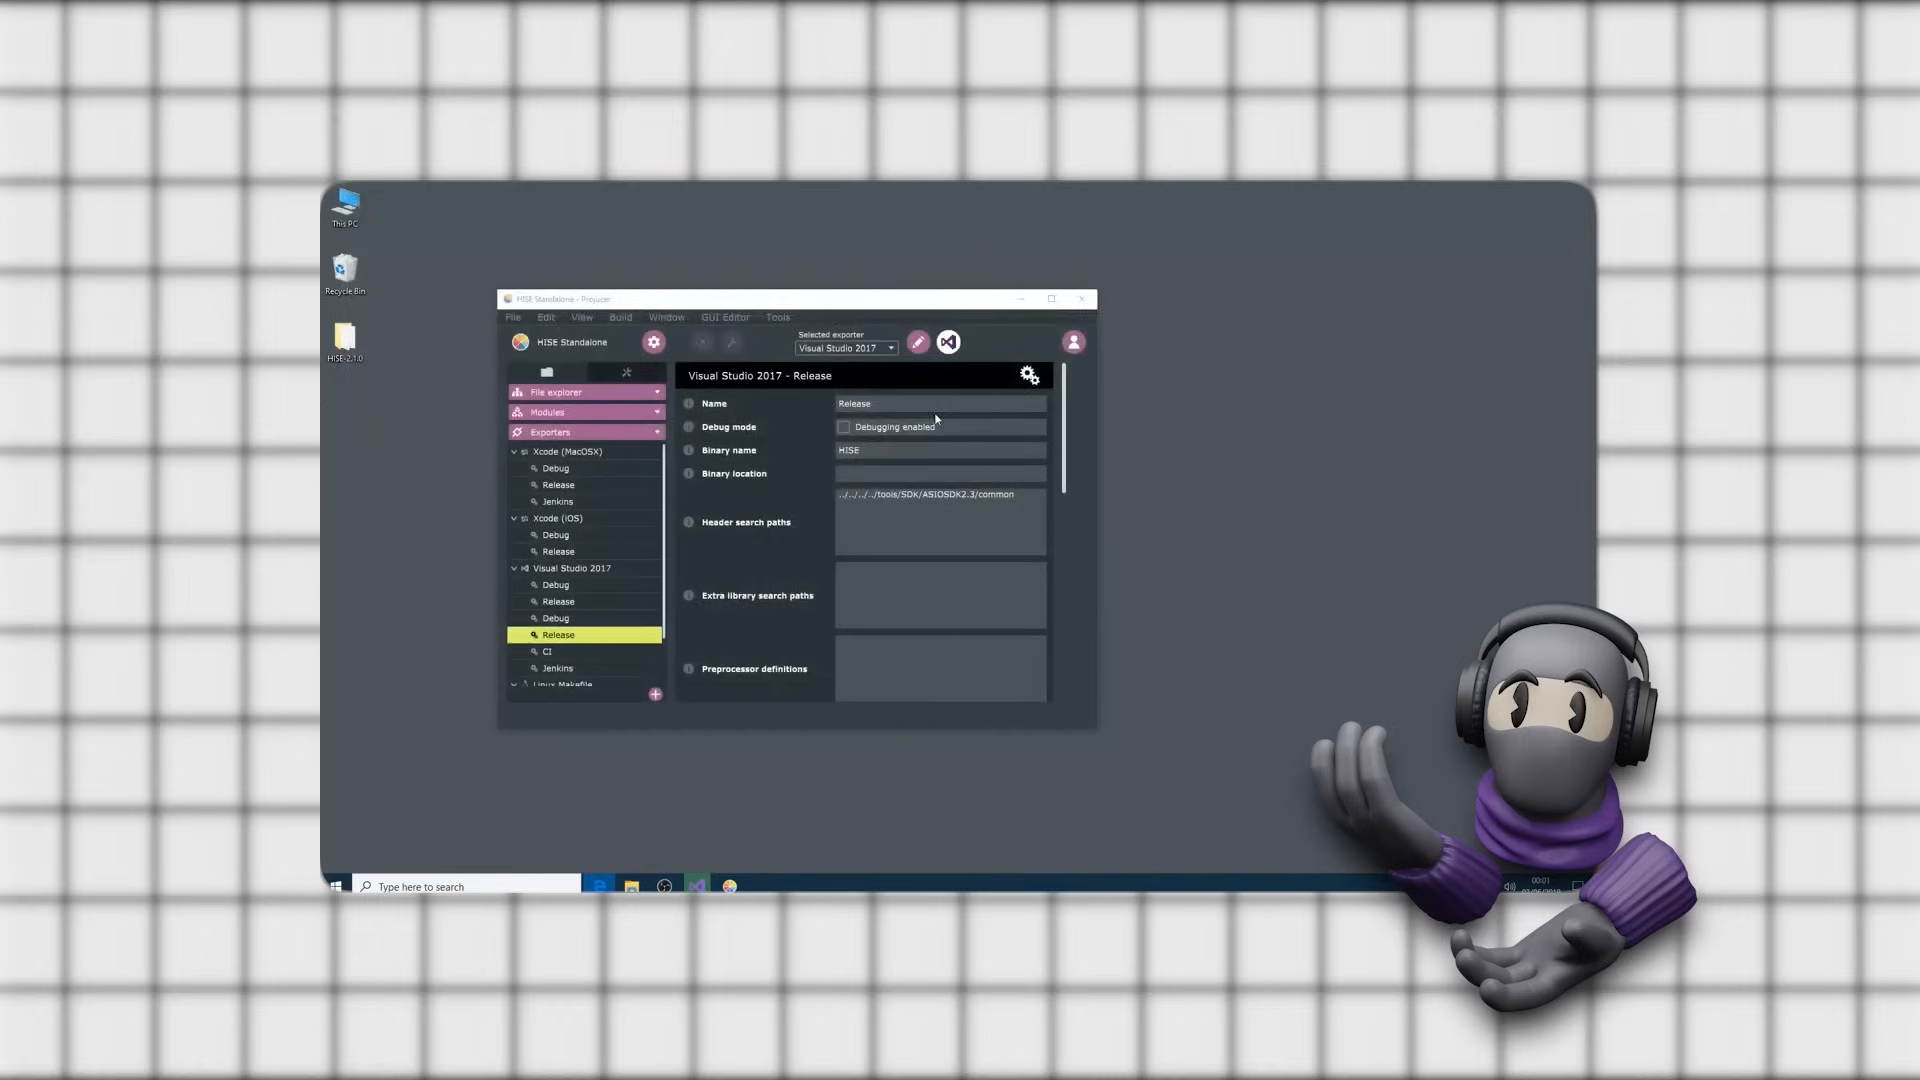 This PC
Recycle Bin
HISE-2.1.0
HISE Standalone - Projucer
File Edit View Build Window GUI Editor Tools
HISE Standalone
Selected exporter
Visual Studio 2017
File explorer
Modules
Exporters
Xcode (MacOSX)
Debug
Release
Jenkins
Xcode (iOS)
Debug
Release
Visual Studio 2017
Debug
Release
Debug
Release
CI
Jenkins
Linux Makefile
Visual Studio 2017 - Release
Name
Release
Debug mode
Debugging enabled
Binary name
HISE
Binary location
Header search paths
../../../../tools/SDK/ASIOSDK2.3/common
Extra library search paths
Preprocessor definitions
Type here to search
00:01